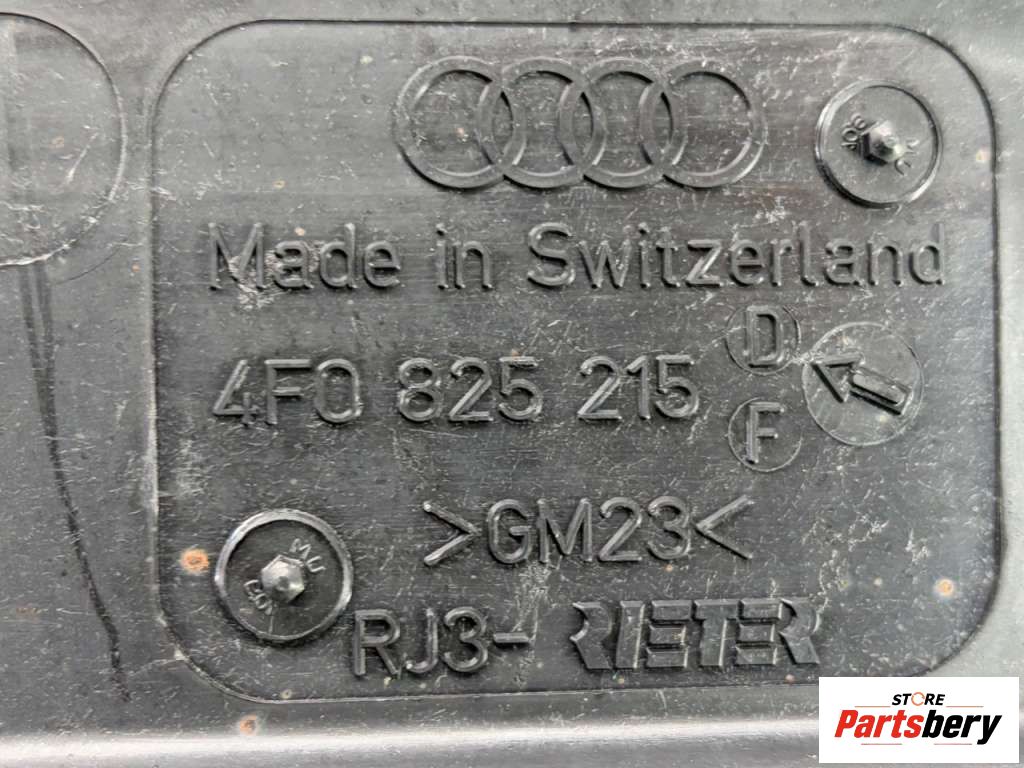 Made in Switzerland
D
4F0 825 215
F
>GM23<
RJ3- RIETER
STORE
Partsbery